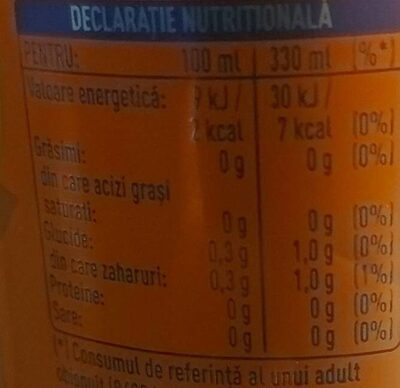 DECLARAȚIE NUTRIȚIONALĂ
PENTRU: 100 ml 330 ml (%*)
Valoare energetică: 9 kJ / 30 kJ /
2 kcal 7 kcal (0%)
Grăsimi: 0 g 0 g (0%)
din care acizi grași
saturați: 0 g 0 g (0%)
Glucide: 0,3 g 1,0 g (0%)
din care zaharuri: 0,3 g 1,0 g (1%)
Proteine: 0 g 0 g (0%)
Sare: 0 g 0 g (0%)
(*) Consumul de referință al unui adult
obișnuit